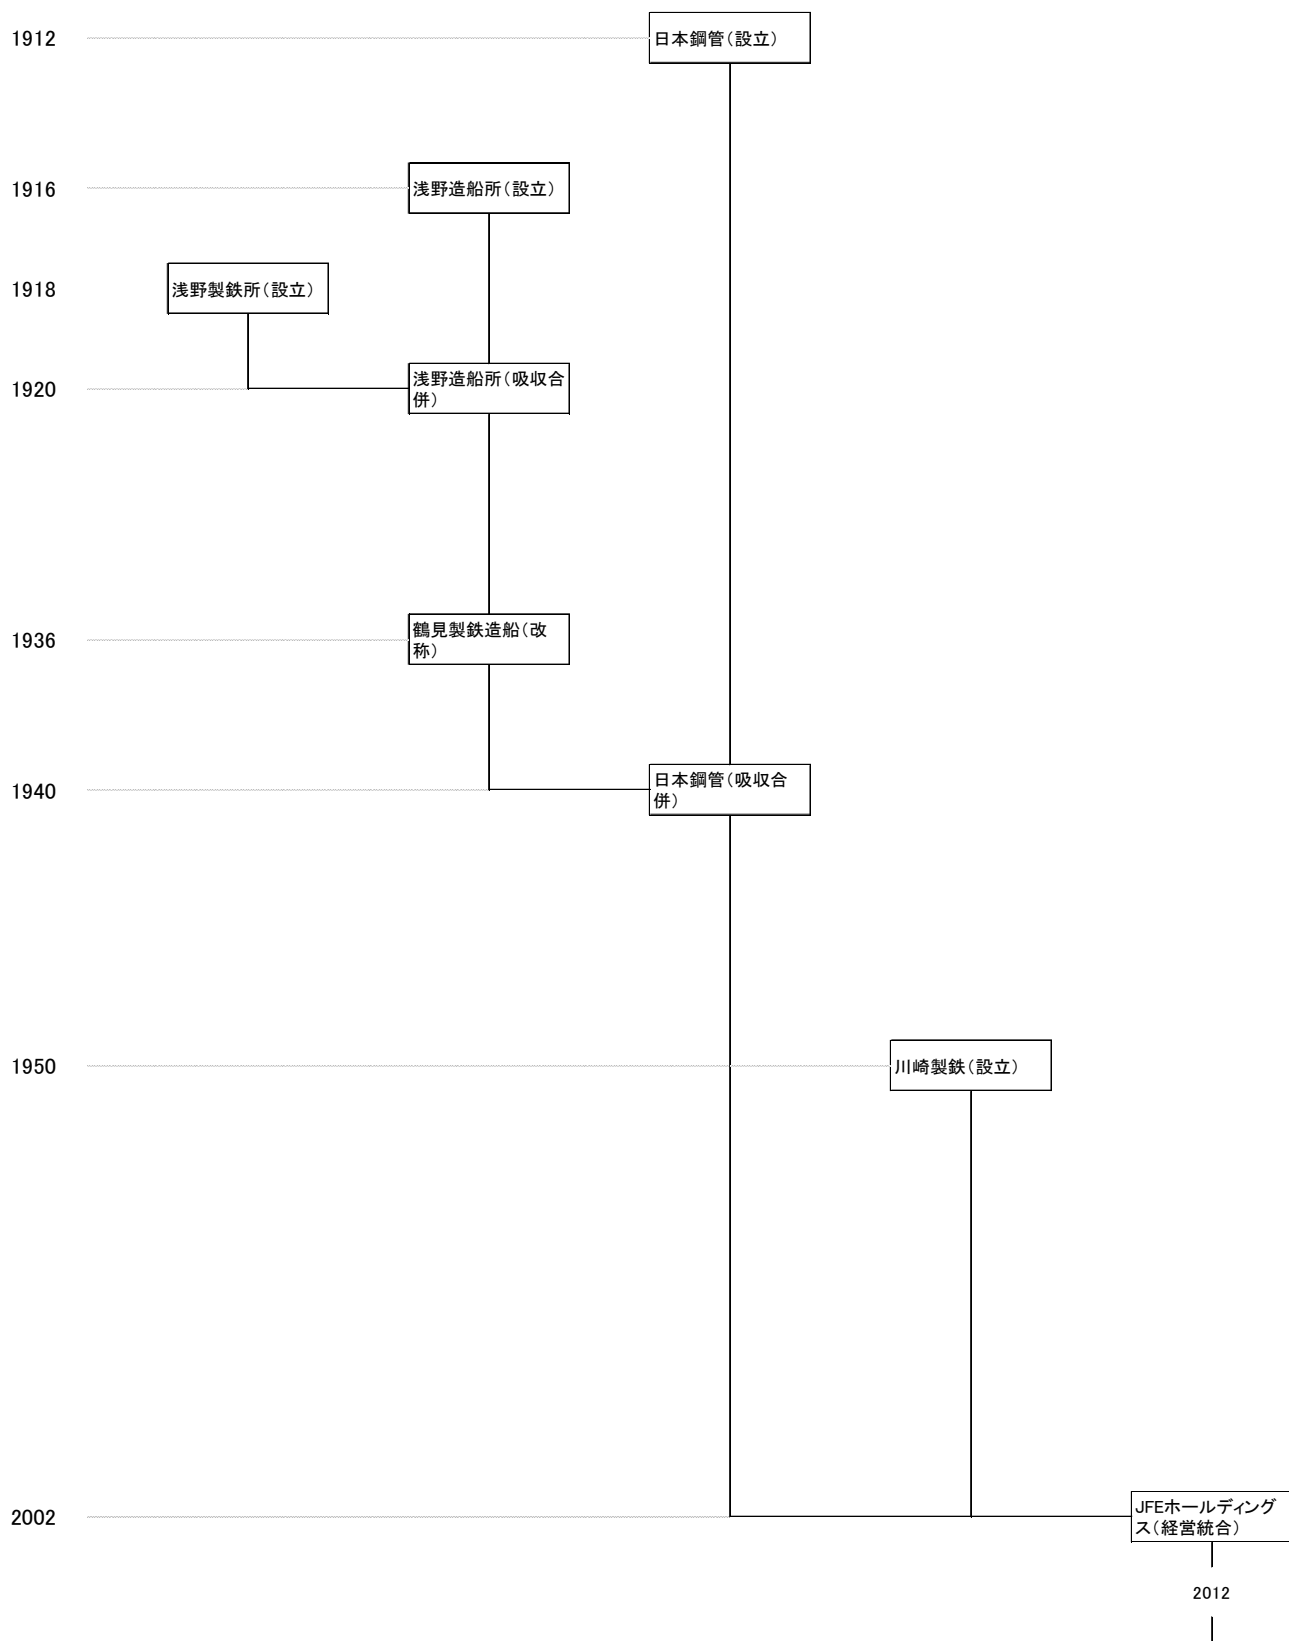 1912
日本鋼管(設立)
1916
浅野造船所(設立)
1918
浅野製鉄所(設立)
1920
浅野造船所(吸収合
併)
1936
鶴見製鉄造船(改
称)
1940
日本鋼管(吸収合
併)
1950
川崎製鉄(設立)
2002
JFEホールディング
ス(経営統合)
2012